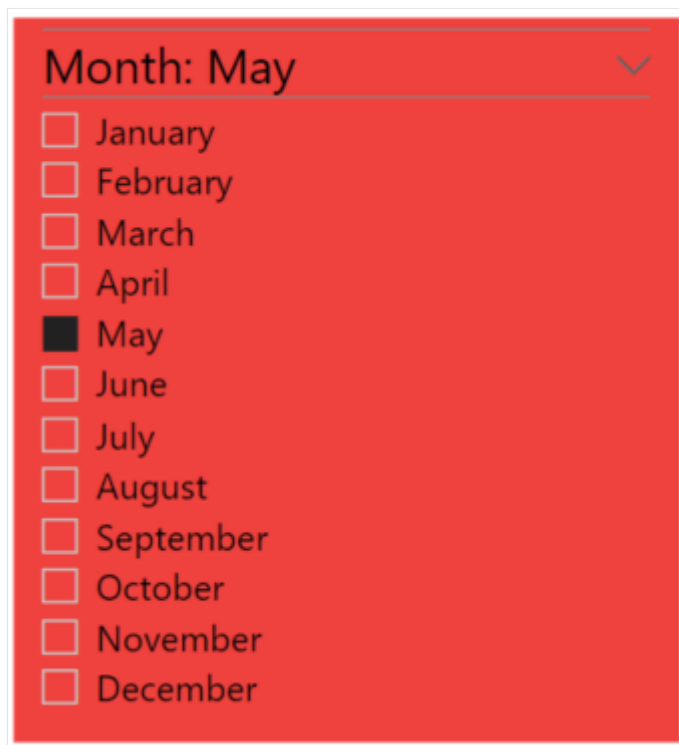 Month: May
January
February
March
April
May
June
July
August
September
October
November
December